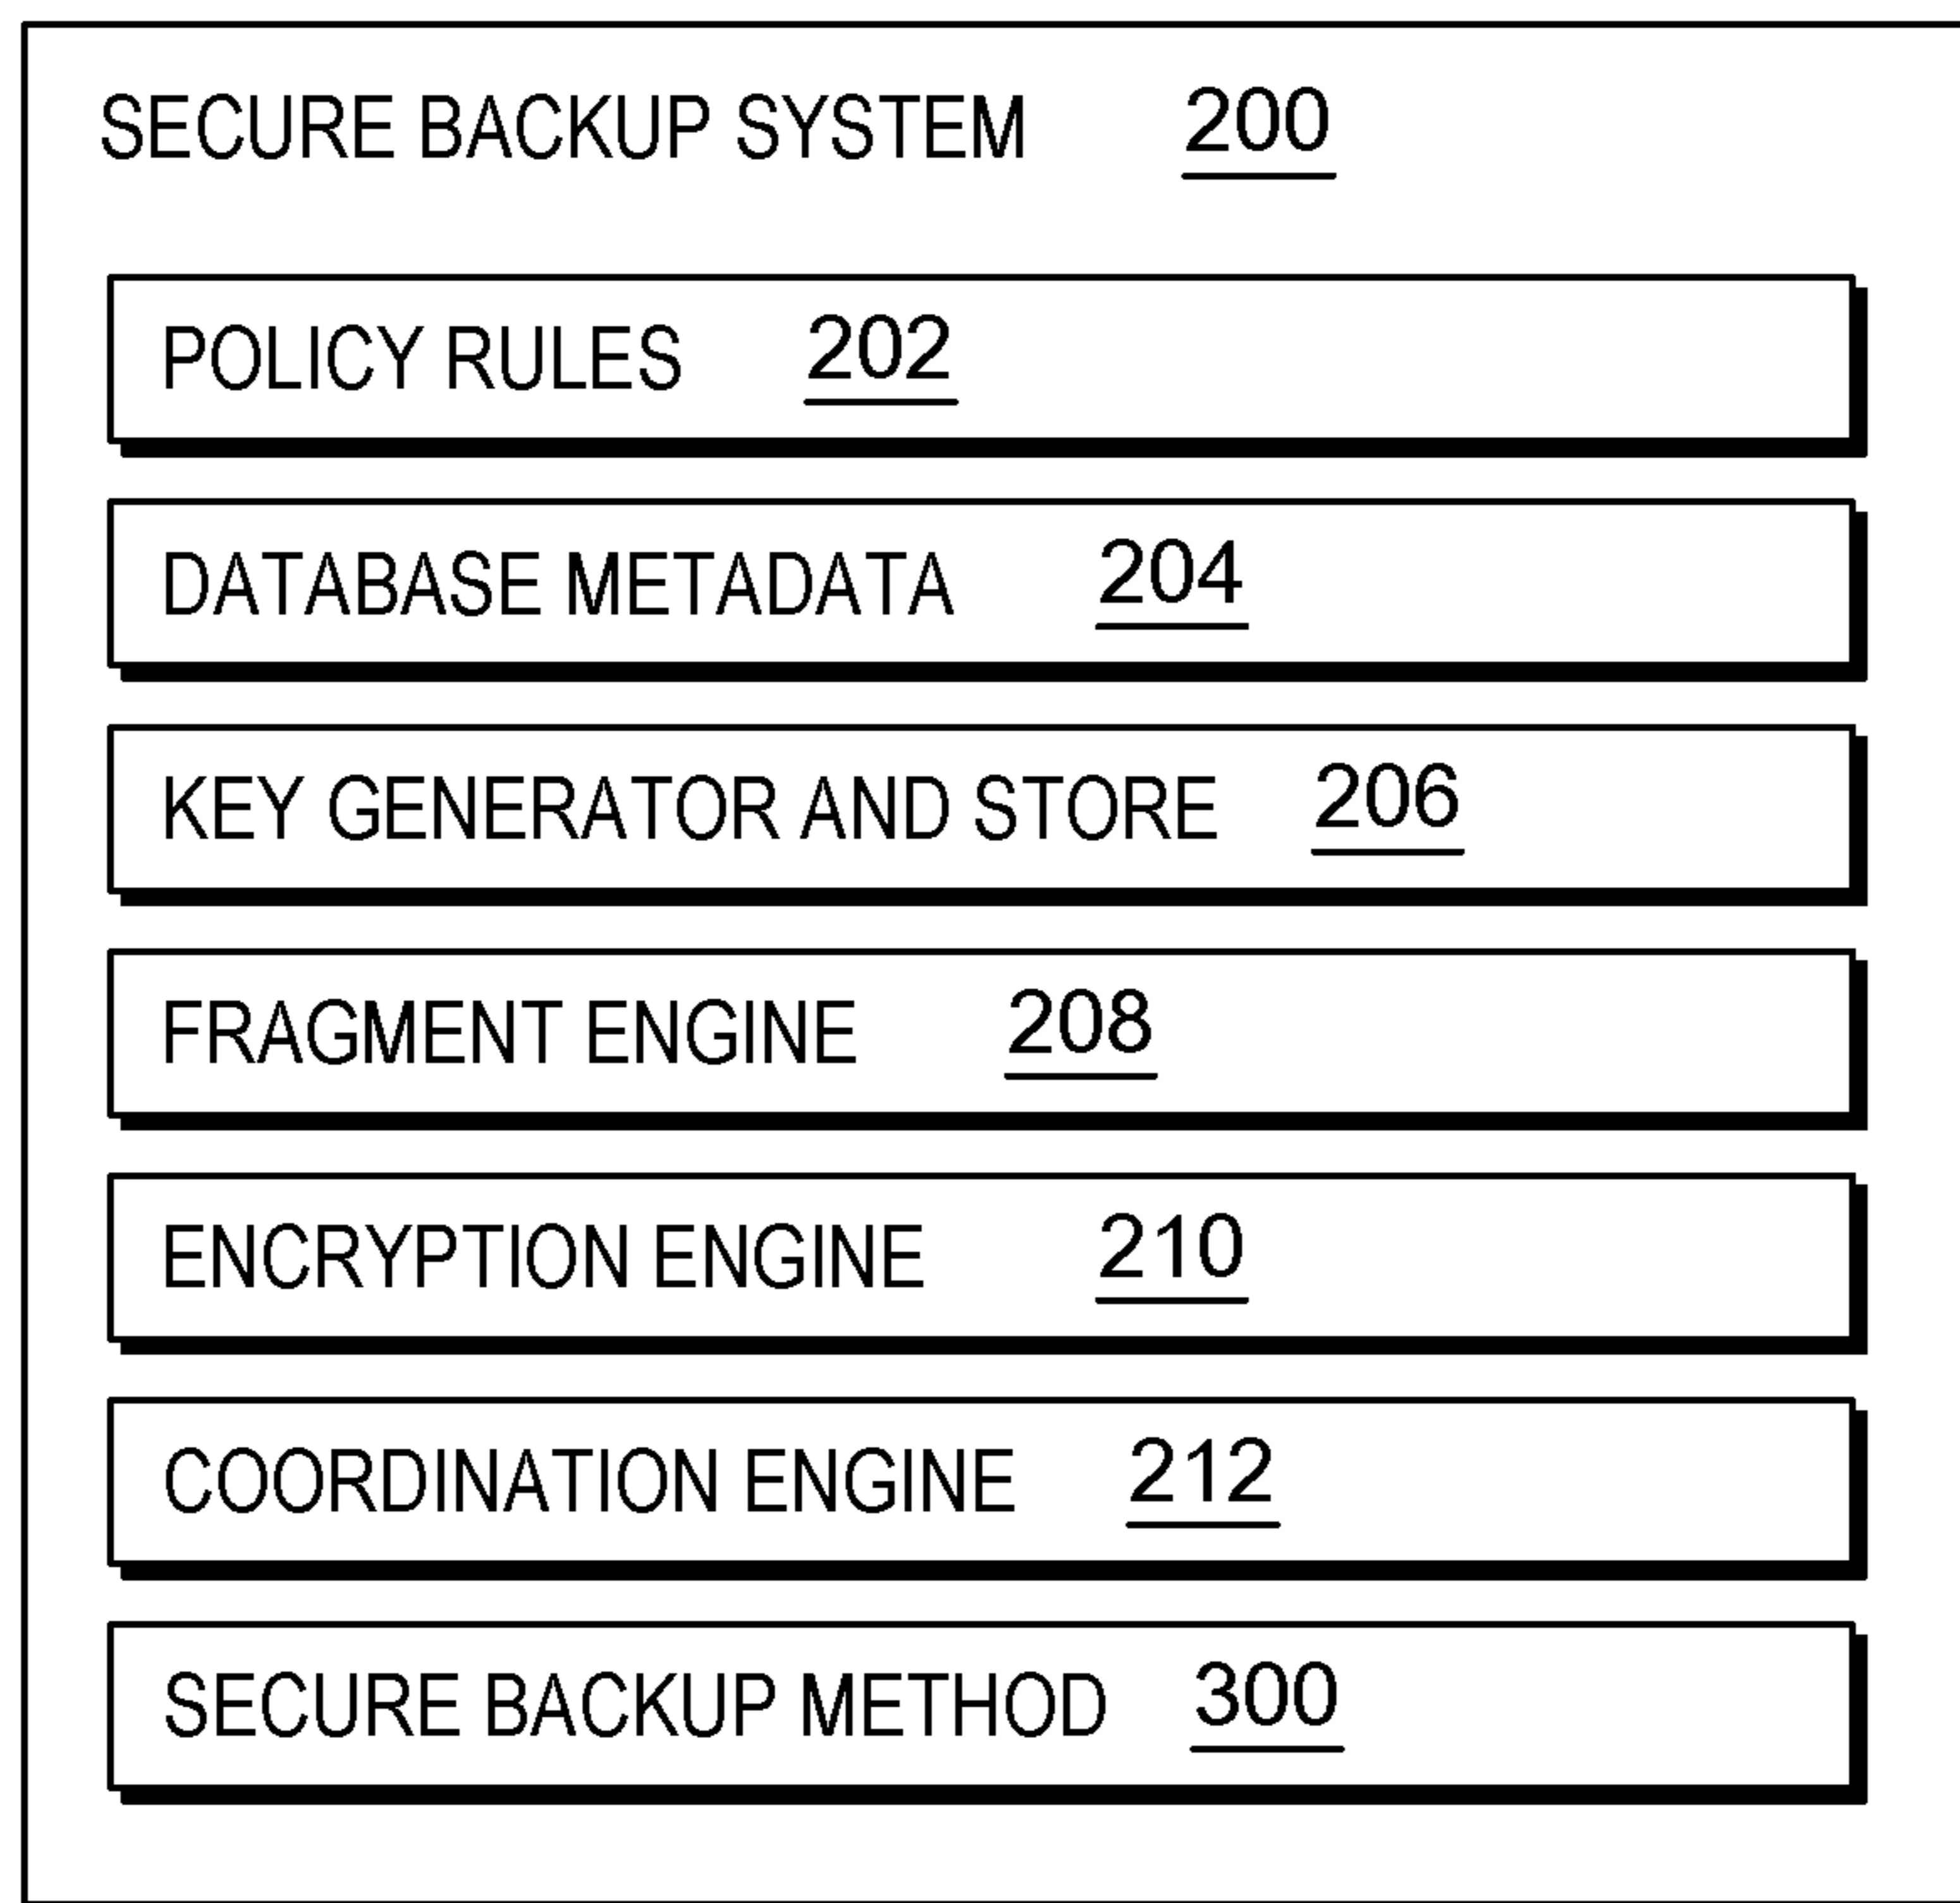 SECURE BACKUP SYSTEM 200
POLICY RULES 202
DATABASE METADATA 204
KEY GENERATOR AND STORE 206
FRAGMENT ENGINE 208
ENCRYPTION ENGINE 210
COORDINATION ENGINE 212
SECURE BACKUP METHOD 300